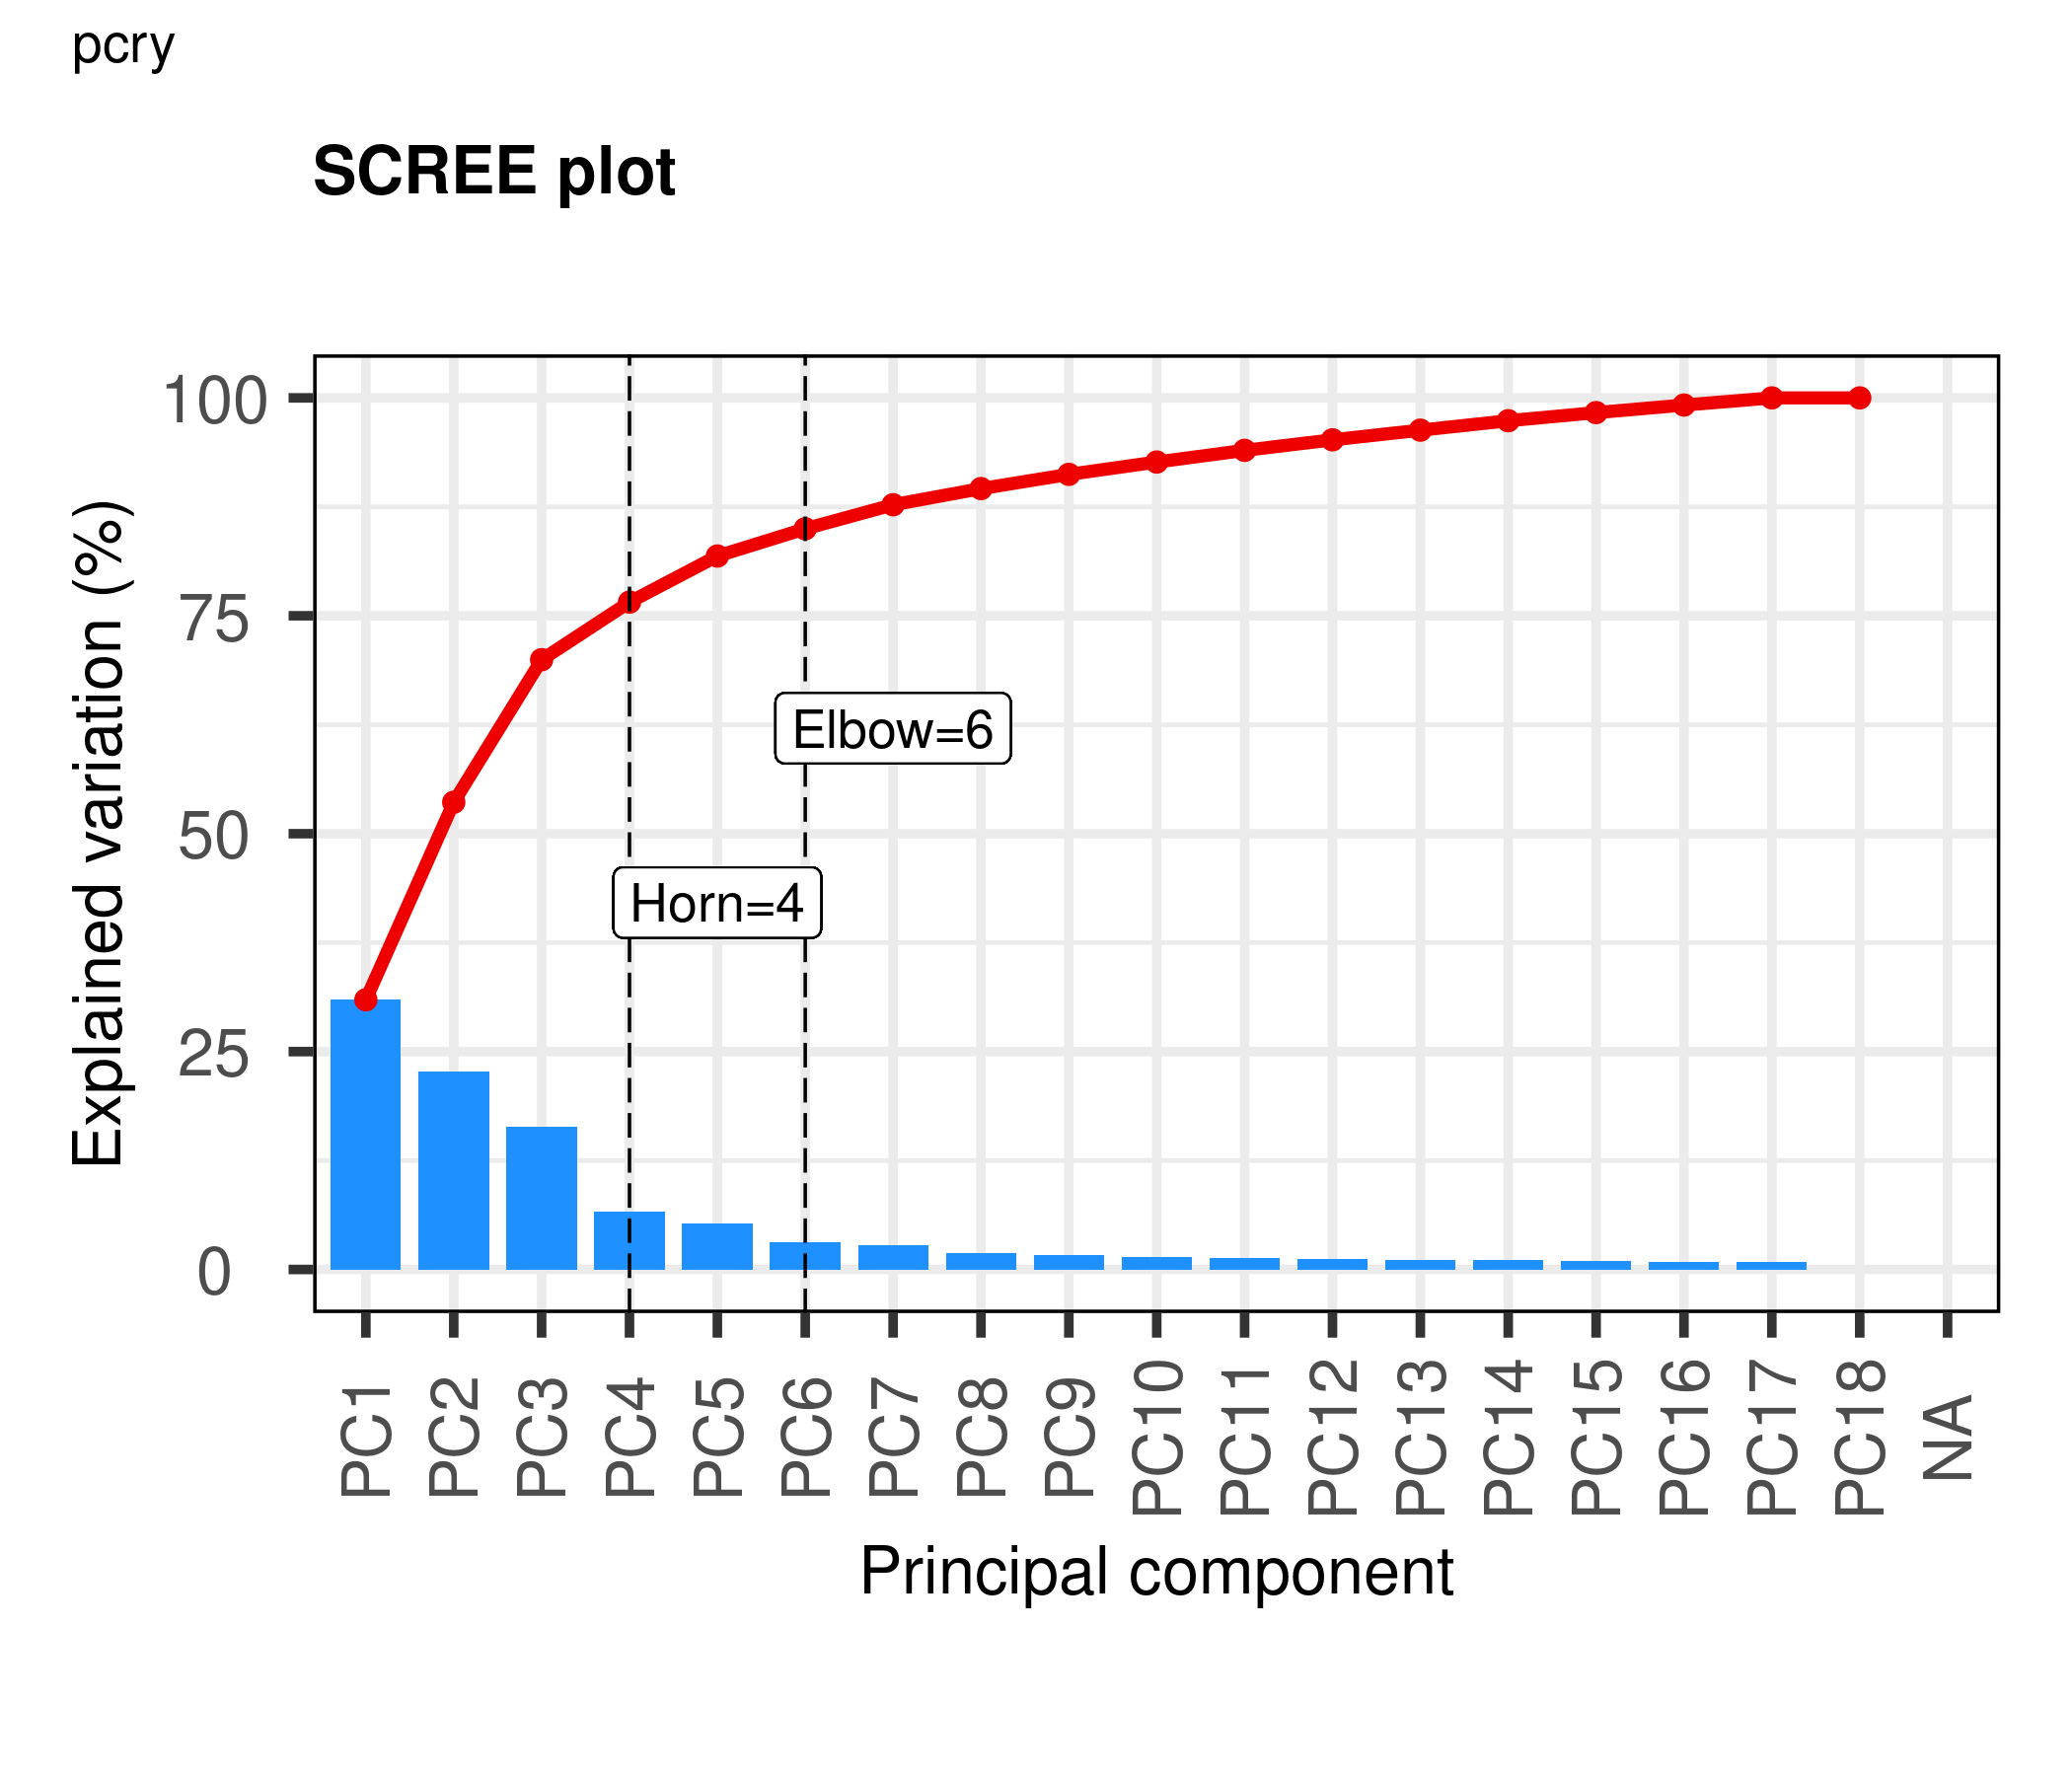 pcry
SCREE plot
Explained variation (%)
100
75
50
25
0
Elbow=6
Horn=4
PC1
PC2
PC3
PC4
PC5
PC6
PC7
PC8
PC9
PC10
PC11
PC12
PC13
PC14
PC15
PC16
PC17
PC18
NA
Principal component